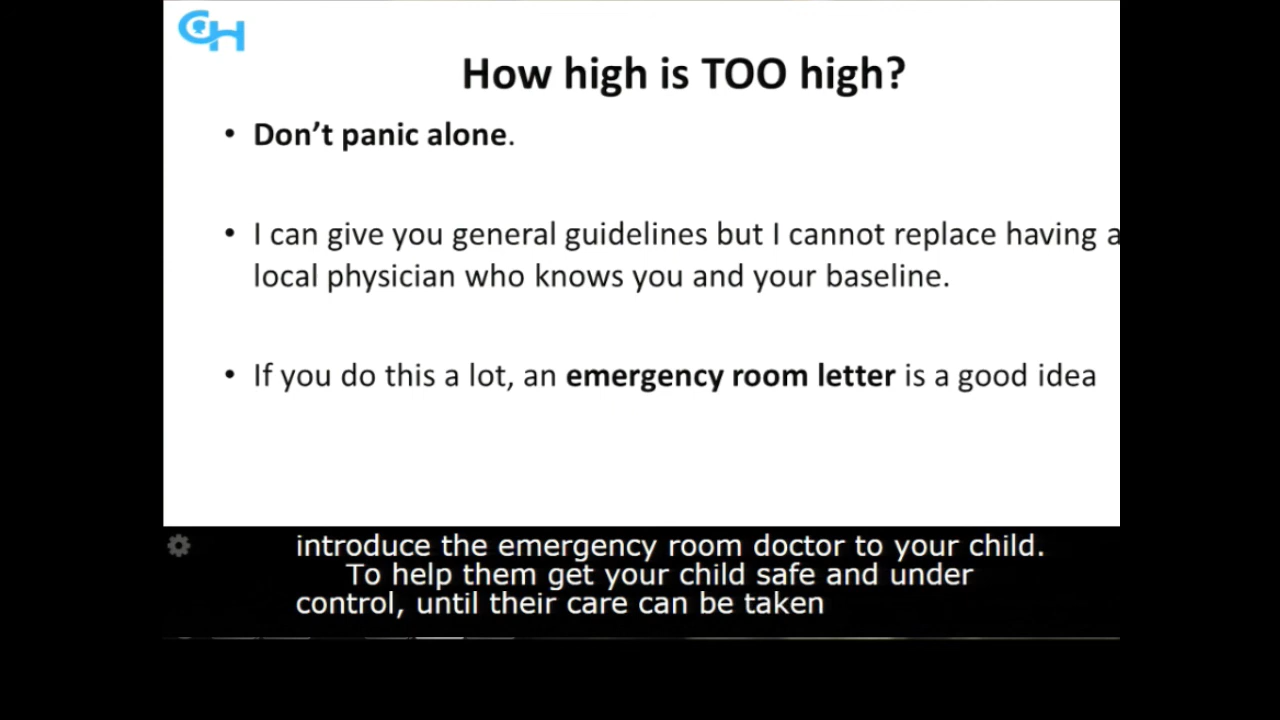 GH
How high is TOO high?
• Don't panic alone.
• I can give you general guidelines but I cannot replace having a
local physician who knows you and your baseline.
• If you do this a lot, an emergency room letter is a good idea
introduce the emergency room doctor to your child.
To help them get your child safe and under
control, until their care can be taken